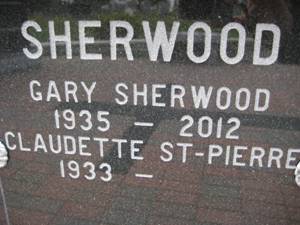 SHERWOOD
GARY SHERWOOD
1935 — 2012
CLAUDETTE ST-PIERRE
1933 —